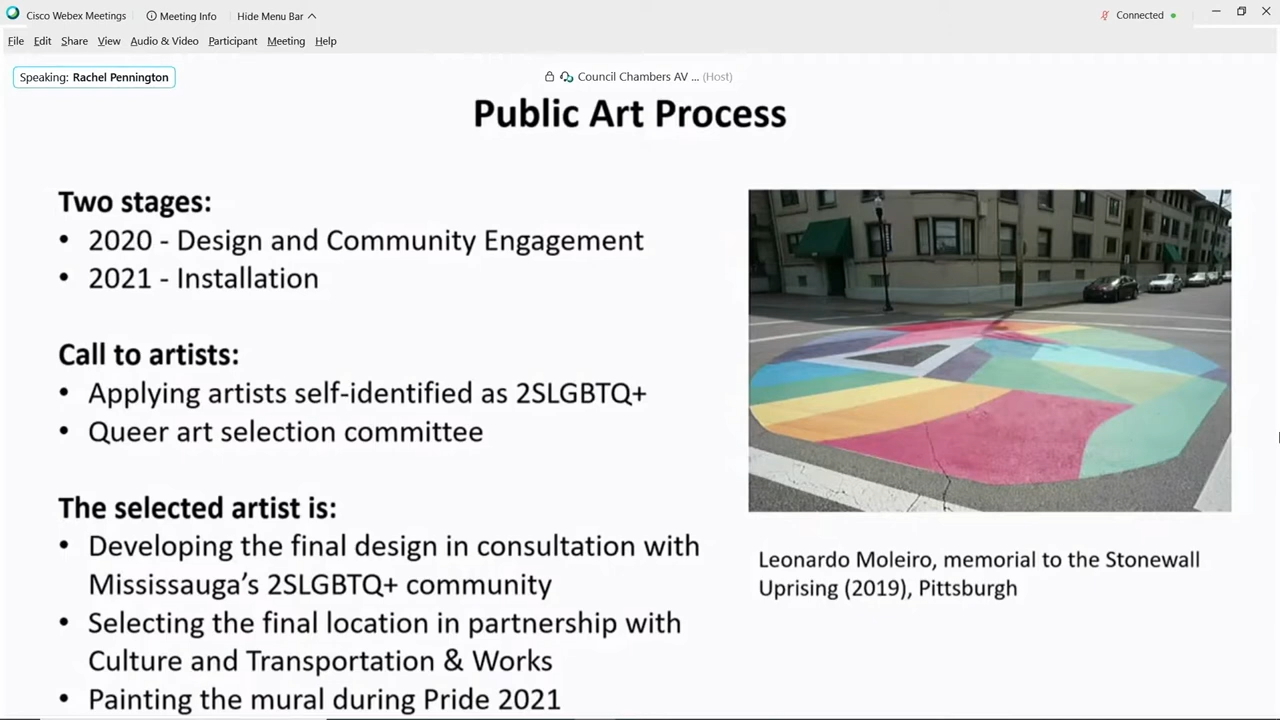 Cisco Webex Meetings
Meeting Info
Hide Menu Bar
Connected
File Edit Share View Audio & Video Participant Meeting Help
Speaking: Rachel Pennington
Council Chambers AV ... (Host)
Public Art Process
Two stages:
• 2020 - Design and Community Engagement
• 2021 - Installation
Call to artists:
• Applying artists self-identified as 2SLGBTQ+
• Queer art selection committee
The selected artist is:
• Developing the final design in consultation with
Mississauga's 2SLGBTQ+ community
• Selecting the final location in partnership with
Culture and Transportation & Works
• Painting the mural during Pride 2021
Leonardo Moleiro, memorial to the Stonewall
Uprising (2019), Pittsburgh